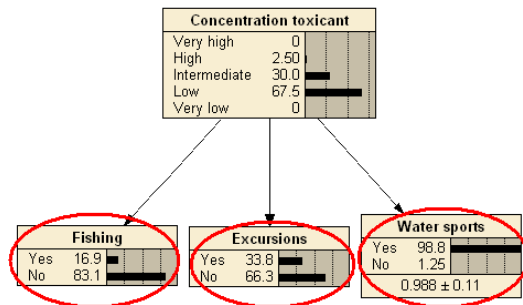 Concentration toxicant
Very high 0
High 2.50
Intermediate 30.0
Low 67.5
Very low 0
Fishing
Yes 16.9
No 83.1
Excursions
Yes 33.8
No 66.3
Water sports
Yes 98.8
No 1.25
0.988 ± 0.11